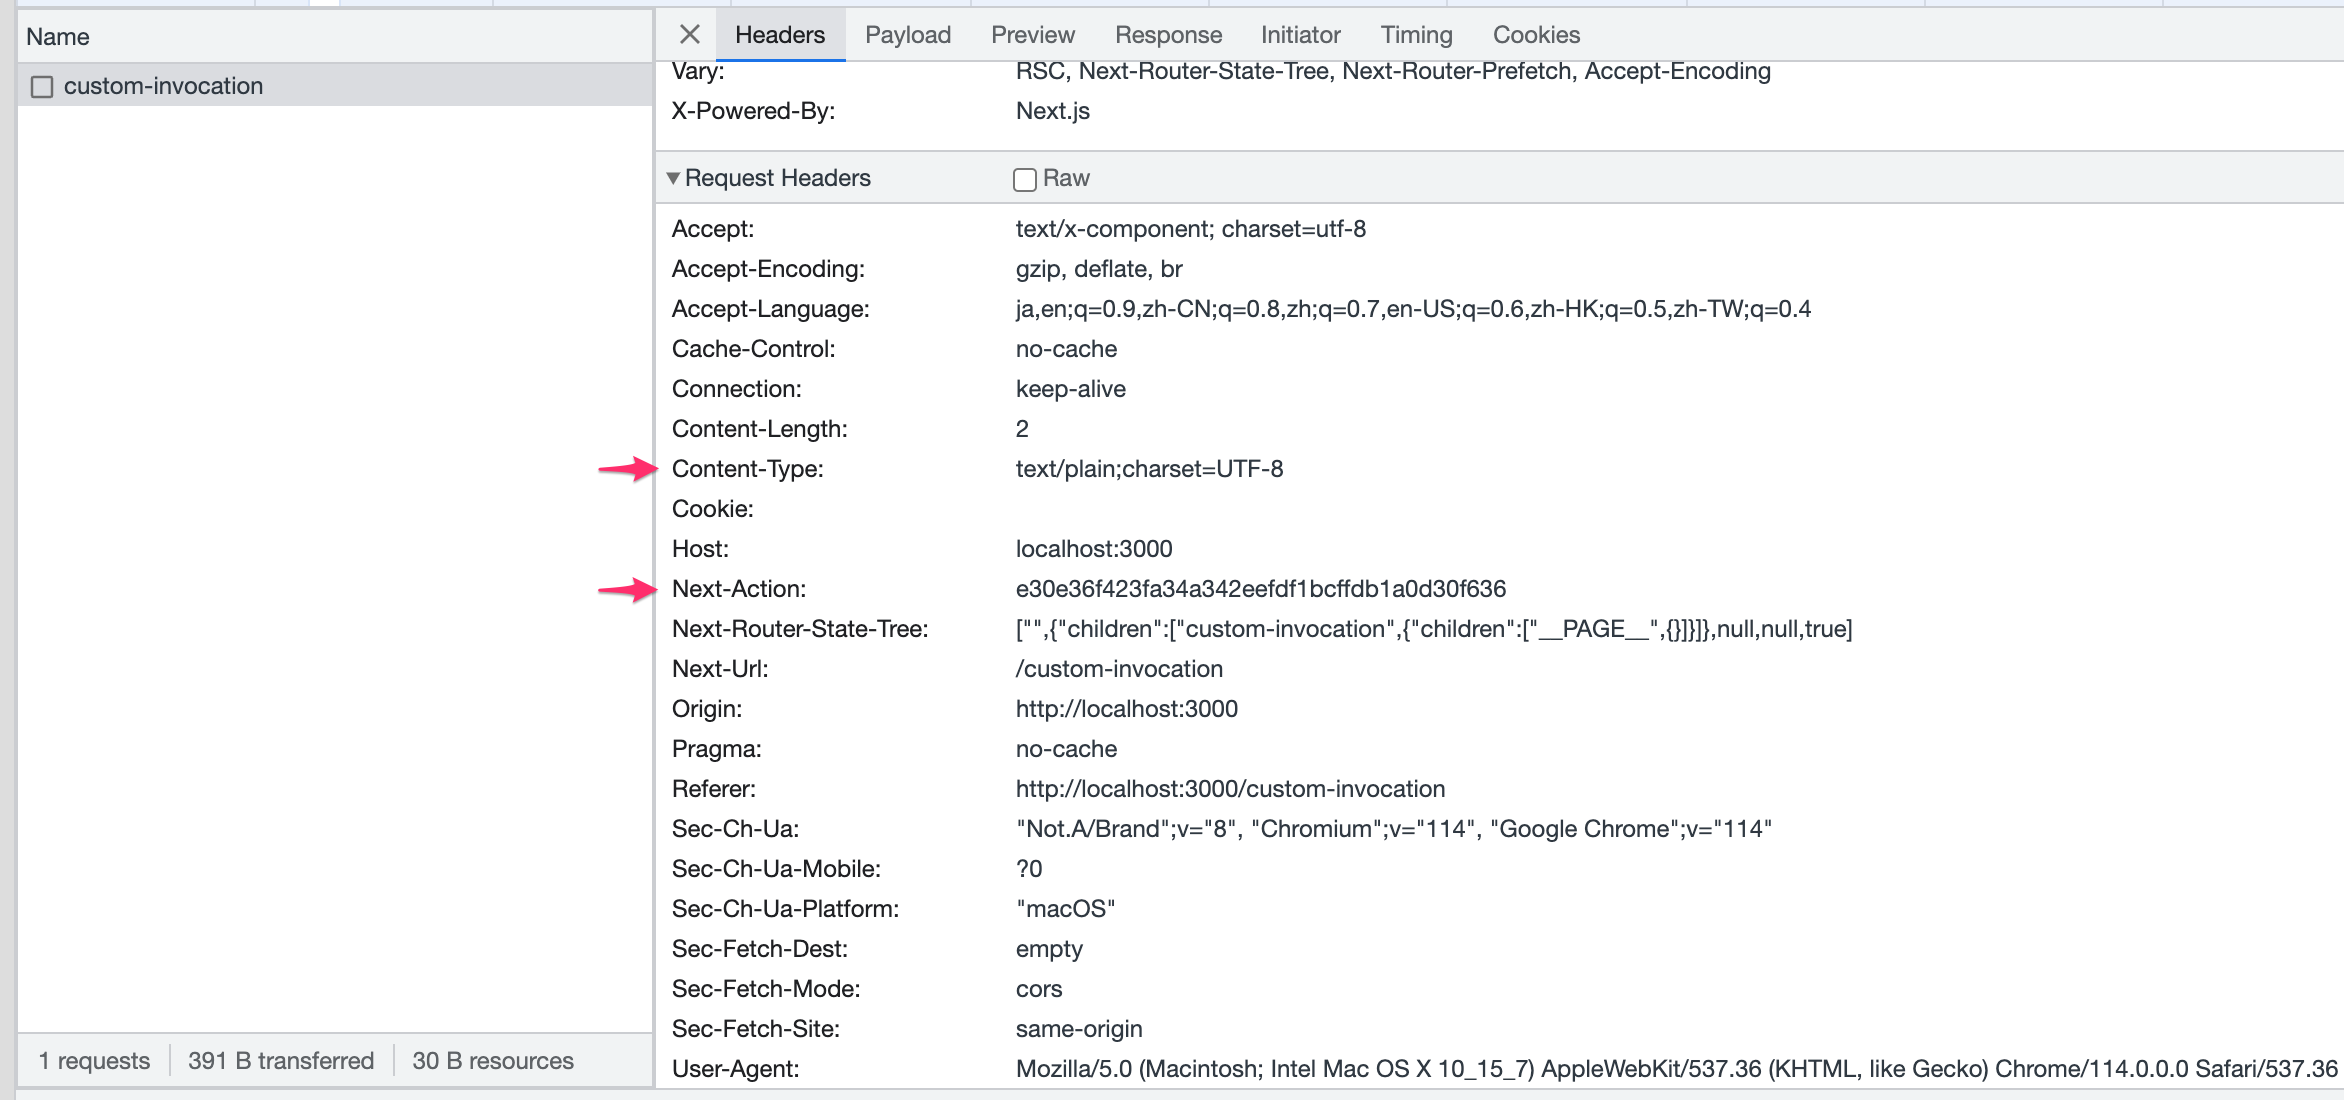 Name
custom-invocation
1 requests 391 B transferred 30 B resources
Headers Payload Preview Response Initiator Timing Cookies
Vary: RSC, Next-Router-State-Tree, Next-Router-Prefetch, Accept-Encoding
X-Powered-By: Next.js
Request Headers Raw
Accept: text/x-component; charset=utf-8
Accept-Encoding: gzip, deflate, br
Accept-Language: ja,en;q=0.9,zh-CN;q=0.8,zh;q=0.7,en-US;q=0.6,zh-HK;q=0.5,zh-TW;q=0.4
Cache-Control: no-cache
Connection: keep-alive
Content-Length: 2
Content-Type: text/plain;charset=UTF-8
Cookie:
Host: localhost:3000
Next-Action: e30e36f423fa34a342eefdf1bcffdb1a0d30f636
Next-Router-State-Tree: ["",{"children":["custom-invocation",{"children":["__PAGE__",{}]}]},null,null,true]
Next-Url: /custom-invocation
Origin: http://localhost:3000
Pragma: no-cache
Referer: http://localhost:3000/custom-invocation
Sec-Ch-Ua: "Not.A/Brand";v="8", "Chromium";v="114", "Google Chrome";v="114"
Sec-Ch-Ua-Mobile: ?0
Sec-Ch-Ua-Platform: "macOS"
Sec-Fetch-Dest: empty
Sec-Fetch-Mode: cors
Sec-Fetch-Site: same-origin
User-Agent: Mozilla/5.0 (Macintosh; Intel Mac OS X 10_15_7) AppleWebKit/537.36 (KHTML, like Gecko) Chrome/114.0.0.0 Safari/537.36